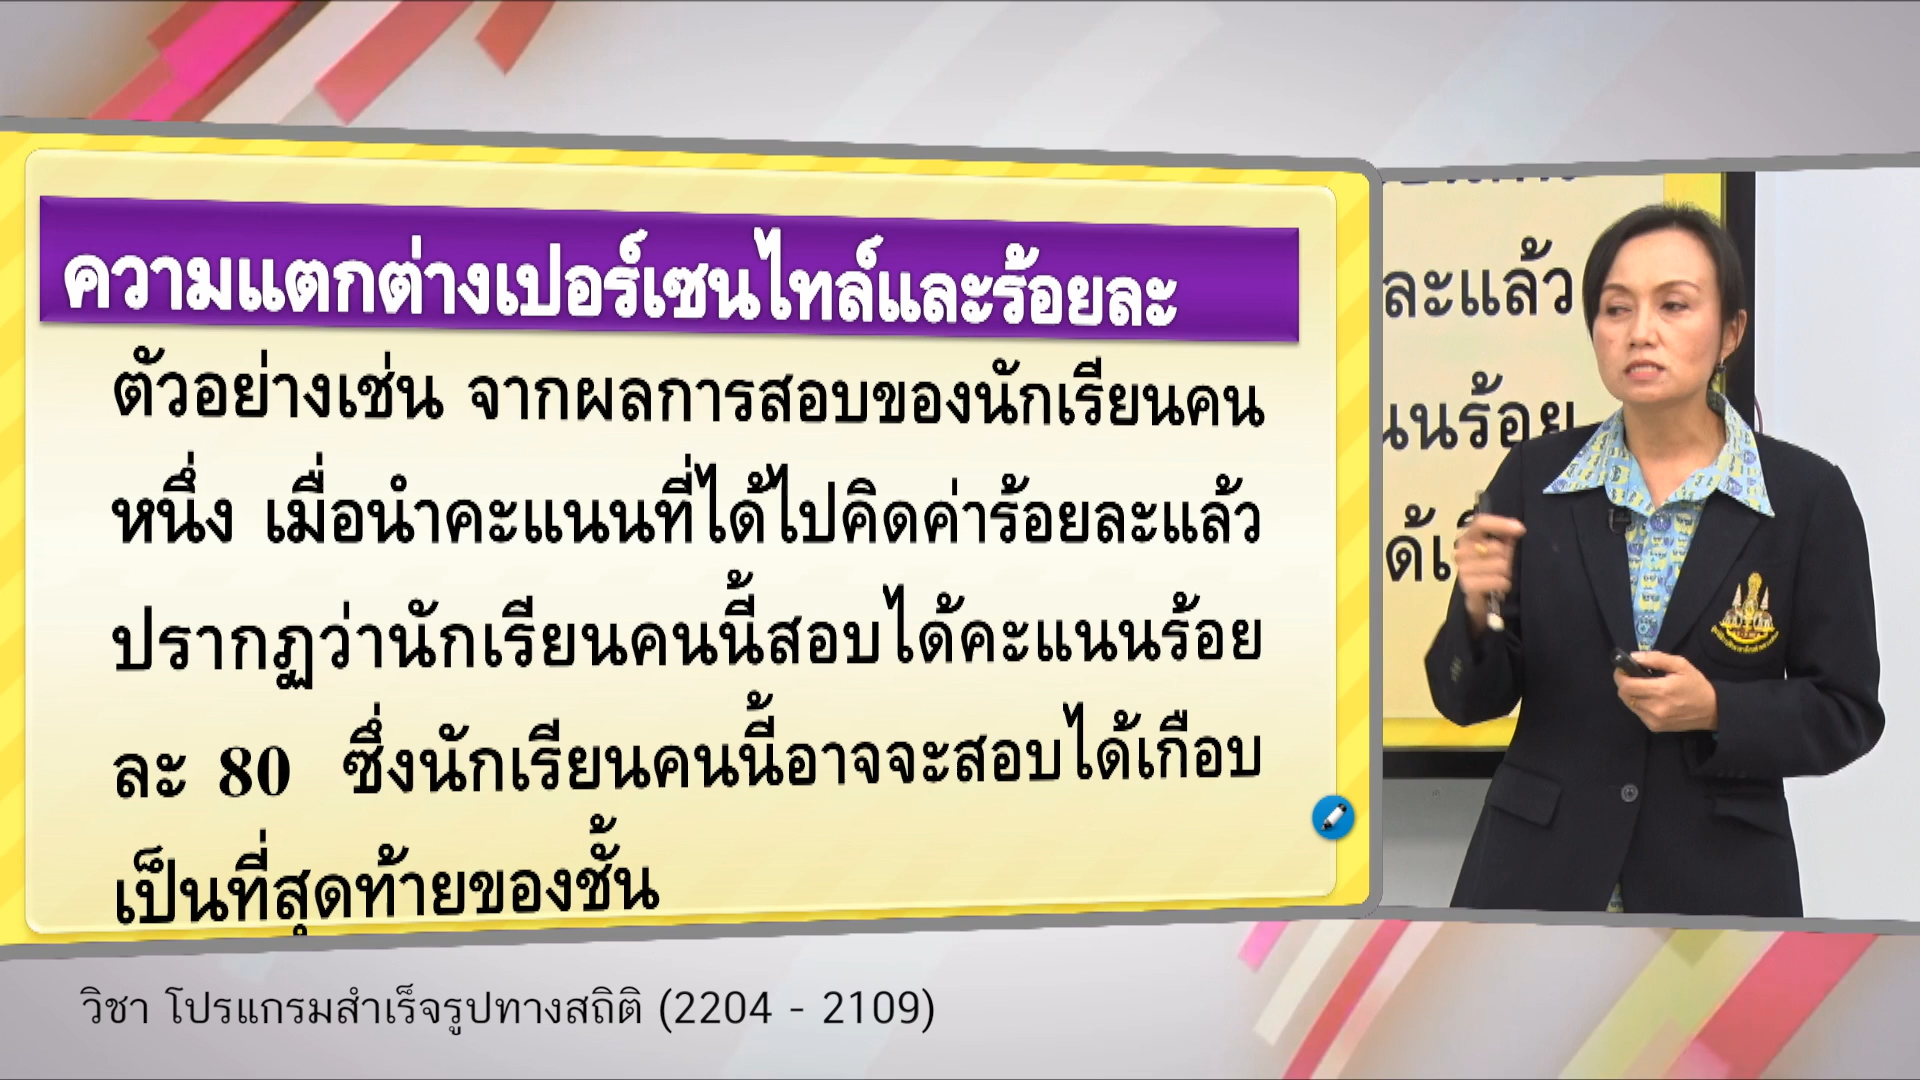 ความแตกต่างเปอร์เซนไทล์และร้อยละ
ตัวอย่างเช่น จากผลการสอบของนักเรียนคน
หนึ่ง เมื่อนำคะแนนที่ได้ไปคิดค่าร้อยละแล้ว
ปรากฏว่านักเรียนคนนี้สอบได้คะแนนร้อย
ละ 80 ซึ่งนักเรียนคนนี้อาจจะสอบได้เกือบ
เป็นที่สุดท้ายของชั้น
ละแล้ว
นนร้อย
วิชา โปรแกรมสำเร็จรูปทางสถิติ (2204 - 2109)